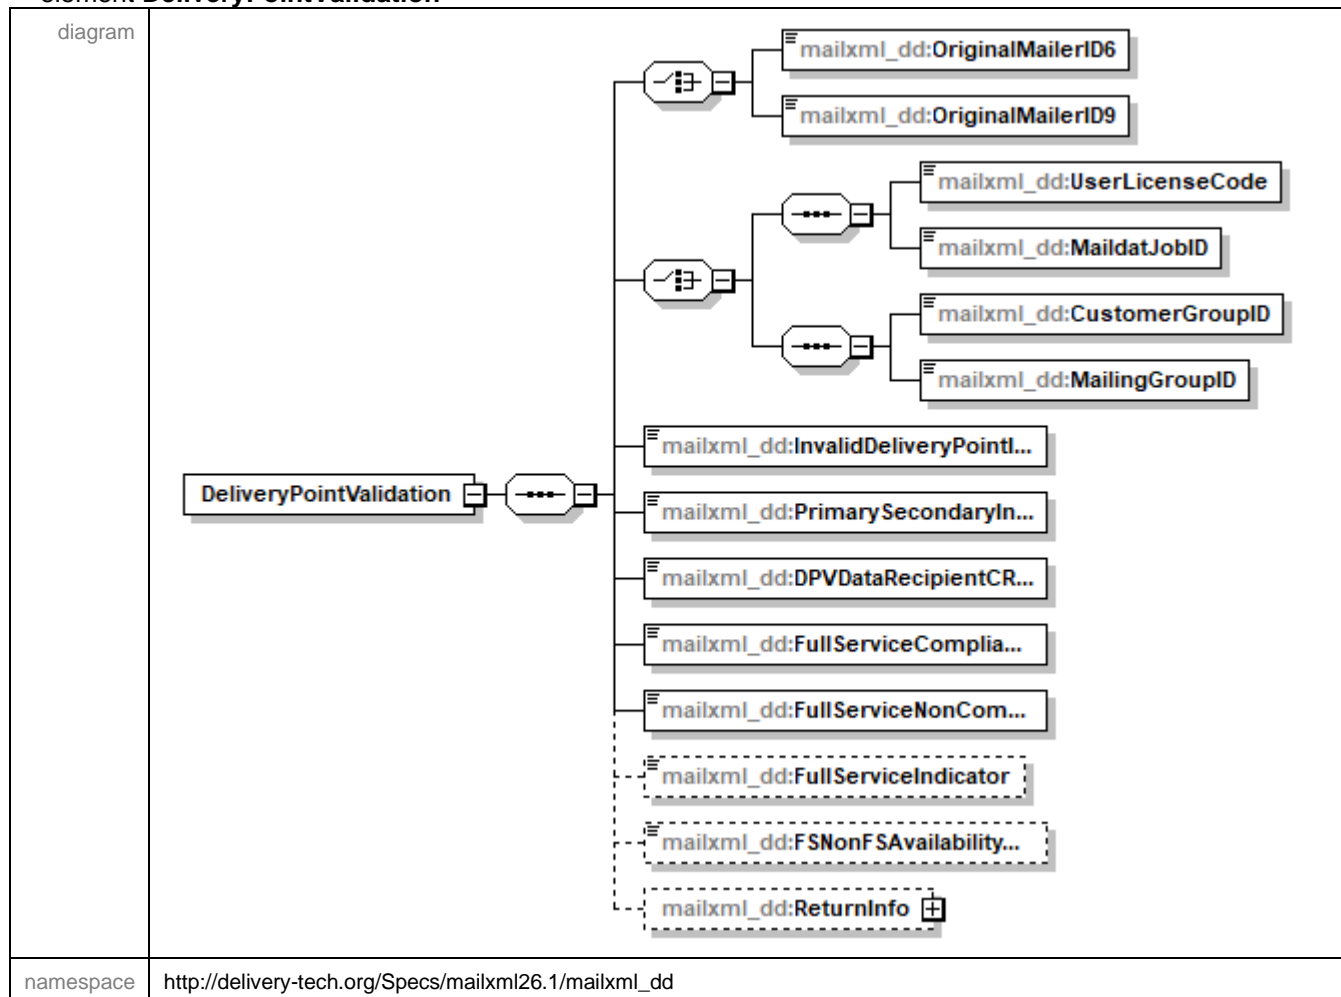 element DeliveryPointValidation
diagram
mailxml_dd:OriginalMailerID6
mailxml_dd:OriginalMailerID9
mailxml_dd:UserLicenseCode
mailxml_dd:MaildatJobID
mailxml_dd:CustomerGroupID
mailxml_dd:MailingGroupID
mailxml_dd:InvalidDeliveryPointI...
DeliveryPointValidation
mailxml_dd:PrimarySecondaryIn...
mailxml_dd:DPVDataRecipientCR...
mailxml_dd:FullServiceComplia...
mailxml_dd:FullServiceNonCom...
mailxml_dd:FullServiceIndicator
mailxml_dd:FSNonFSAvailability...
mailxml_dd:ReturnInfo
namespace http://delivery-tech.org/Specs/mailxml26.1/mailxml_dd